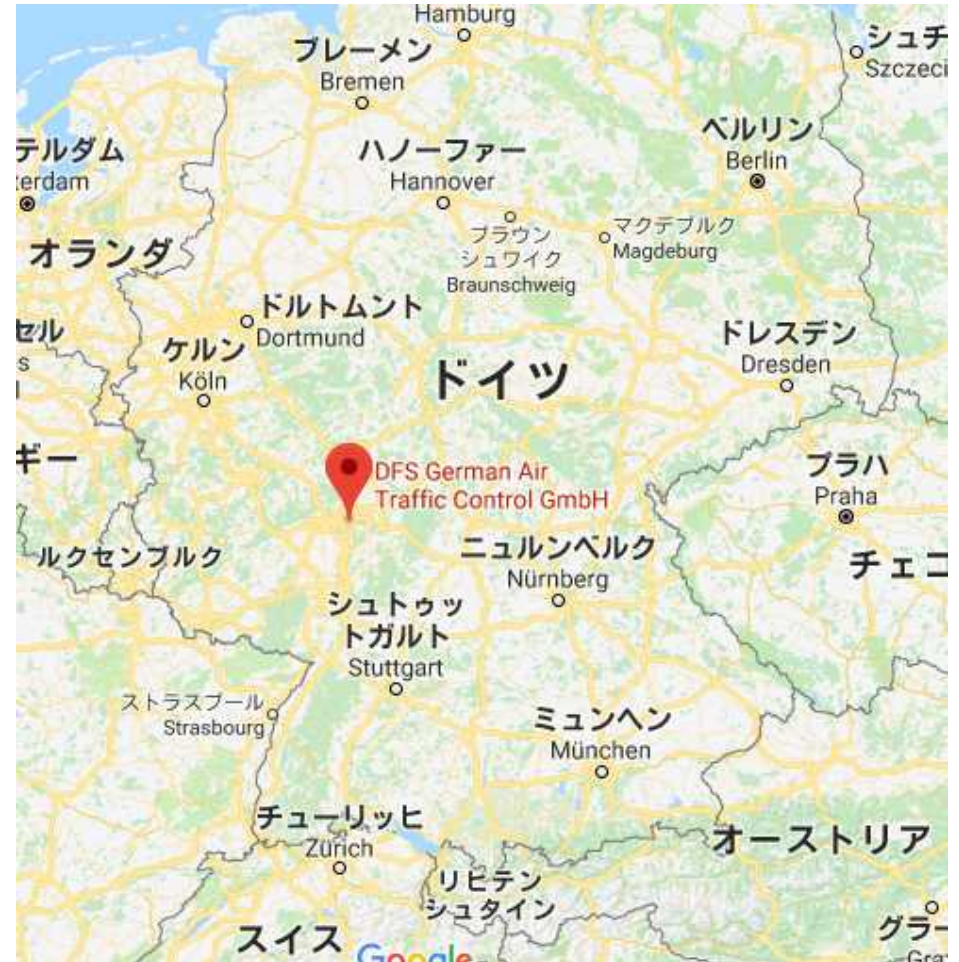 Hamburg
ブレーメン
Bremen
シュチ
Szczeci
ハノーファー
Hannover
ベルリン
Berlin
テルダム
terdam
オランダ
ブラウン
シュワイク
Braunschweig
マクデブルク
Magdeburg
ドルトムント
Dortmund
セル
s
ケルン
Köln
ドイツ
ドレスデン
Dresden
ギー
DFS German Air
Traffic Control GmbH
プラハ
Praha
ルクセンブルク
ニュルンベルク
Nürnberg
チェコ
シュトゥッ
トガルト
Stuttgart
ストラスブール
Strasbourg
ミュンヘン
München
チューリッヒ
Zürich
オーストリア
リヒテン
シュタイン
スイス
Google
グラー
Graz